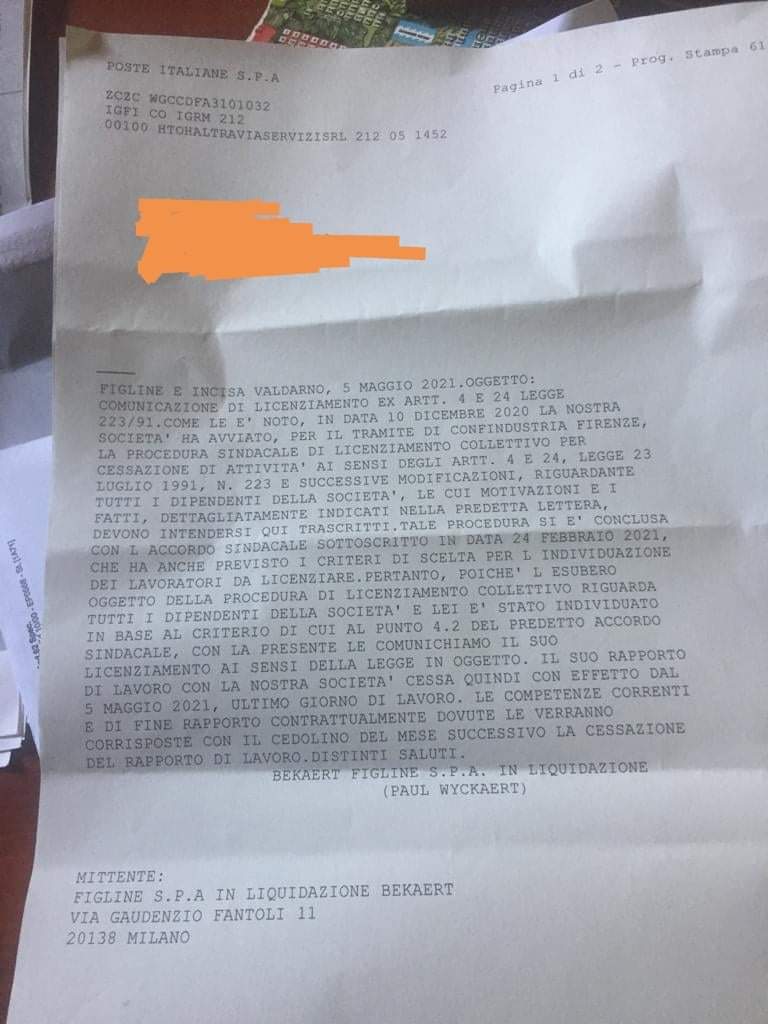 POSTE ITALIANE S.P.A
Pagina 1 di 2 - Prog. Stampa 61
ZCZC WGCCDFA3101032
IGFI CO IGRM 212
00100 HTOHALTRAVIASERVIZISRL 212 05 1452
FIGLINE E INCISA VALDARNO, 5 MAGGIO 2021.OGGETTO:
COMUNICAZIONE DI LICENZIAMENTO EX ARTT. 4 E 24 LEGGE
223/91.COME LE E' NOTO, IN DATA 10 DICEMBRE 2020 LA NOSTRA
SOCIETA' HA AVVIATO, PER IL TRAMITE DI CONFINDUSTRIA FIRENZE,
LA PROCEDURA SINDACALE DI LICENZIAMENTO COLLETTIVO PER
CESSAZIONE DI ATTIVITA' AI SENSI DEGLI ARTT. 4 E 24, LEGGE 23
LUGLIO 1991, N. 223 E SUCCESSIVE MODIFICAZIONI, RIGUARDANTE
TUTTI I DIPENDENTI DELLA SOCIETA', LE CUI MOTIVAZIONI E I
FATTI, DETTAGLIATAMENTE INDICATI NELLA PREDETTA LETTERA,
DEVONO INTENDERSI QUI TRASCRITTI.TALE PROCEDURA SI E' CONCLUSA
CON L ACCORDO SINDACALE SOTTOSCRITTO IN DATA 24 FEBBRAIO 2021,
CHE HA ANCHE PREVISTO I CRITERI DI SCELTA PER L INDIVIDUAZIONE
DEI LAVORATORI DA LICENZIARE.PERTANTO, POICHE' L ESUBERO
OGGETTO DELLA PROCEDURA DI LICENZIAMENTO COLLETTIVO RIGUARDA
TUTTI I DIPENDENTI DELLA SOCIETA' E LEI E' STATO INDIVIDUATO
IN BASE AL CRITERIO DI CUI AL PUNTO 4.2 DEL PREDETTO ACCORDO
SINDACALE, CON LA PRESENTE LE COMUNICHIAMO IL SUO
LICENZIAMENTO AI SENSI DELLA LEGGE IN OGGETTO. IL SUO RAPPORTO
DI LAVORO CON LA NOSTRA SOCIETA' CESSA QUINDI CON EFFETTO DAL
5 MAGGIO 2021, ULTIMO GIORNO DI LAVORO. LE COMPETENZE CORRENTI
E DI FINE RAPPORTO CONTRATTUALMENTE DOVUTE LE VERRANNO
CORRISPOSTE CON IL CEDOLINO DEL MESE SUCCESSIVO LA CESSAZIONE
DEL RAPPORTO DI LAVORO.DISTINTI SALUTI.
BEKAERT FIGLINE S.P.A. IN LIQUIDAZIONE
(PAUL WYCKAERT)
MITTENTE:
FIGLINE S.P.A IN LIQUIDAZIONE BEKAERT
VIA GAUDENZIO FANTOLI 11
20138 MILANO